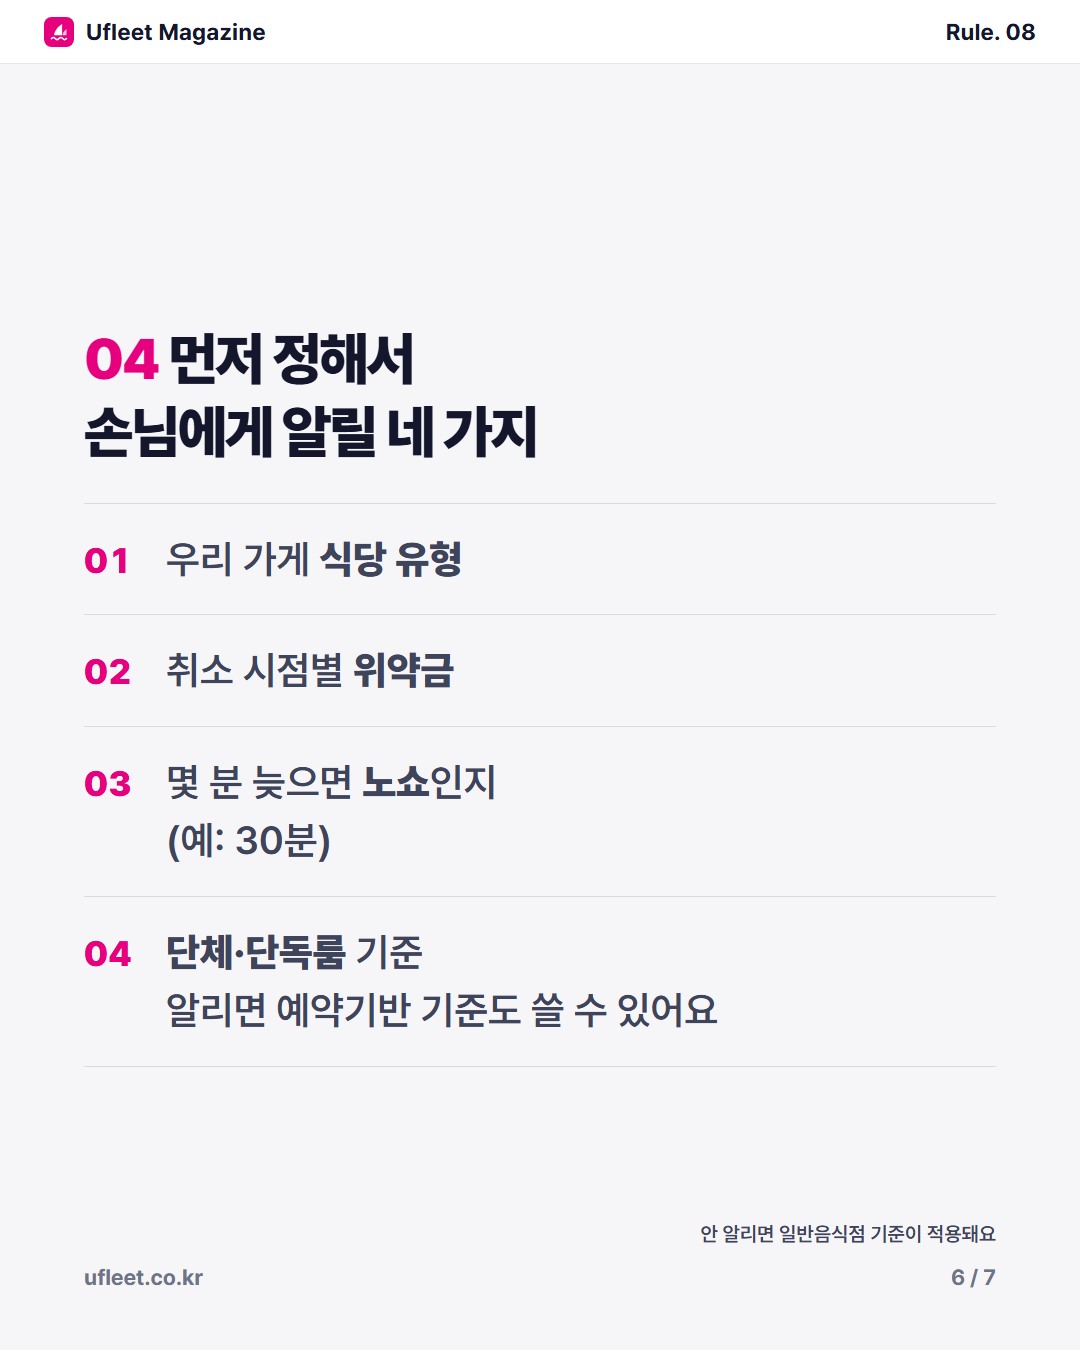 Ufleet Magazine
Rule. 08
04 먼저 정해서
손님에게 알릴 네 가지
01 우리 가게 식당 유형
02 취소 시점별 위약금
03 몇 분 늦으면 노쇼인지
(예: 30분)
04 단체·단독룸 기준
알리면 예약기반 기준도 쓸 수 있어요
안 알리면 일반음식점 기준이 적용돼요
ufleet.co.kr
6 / 7